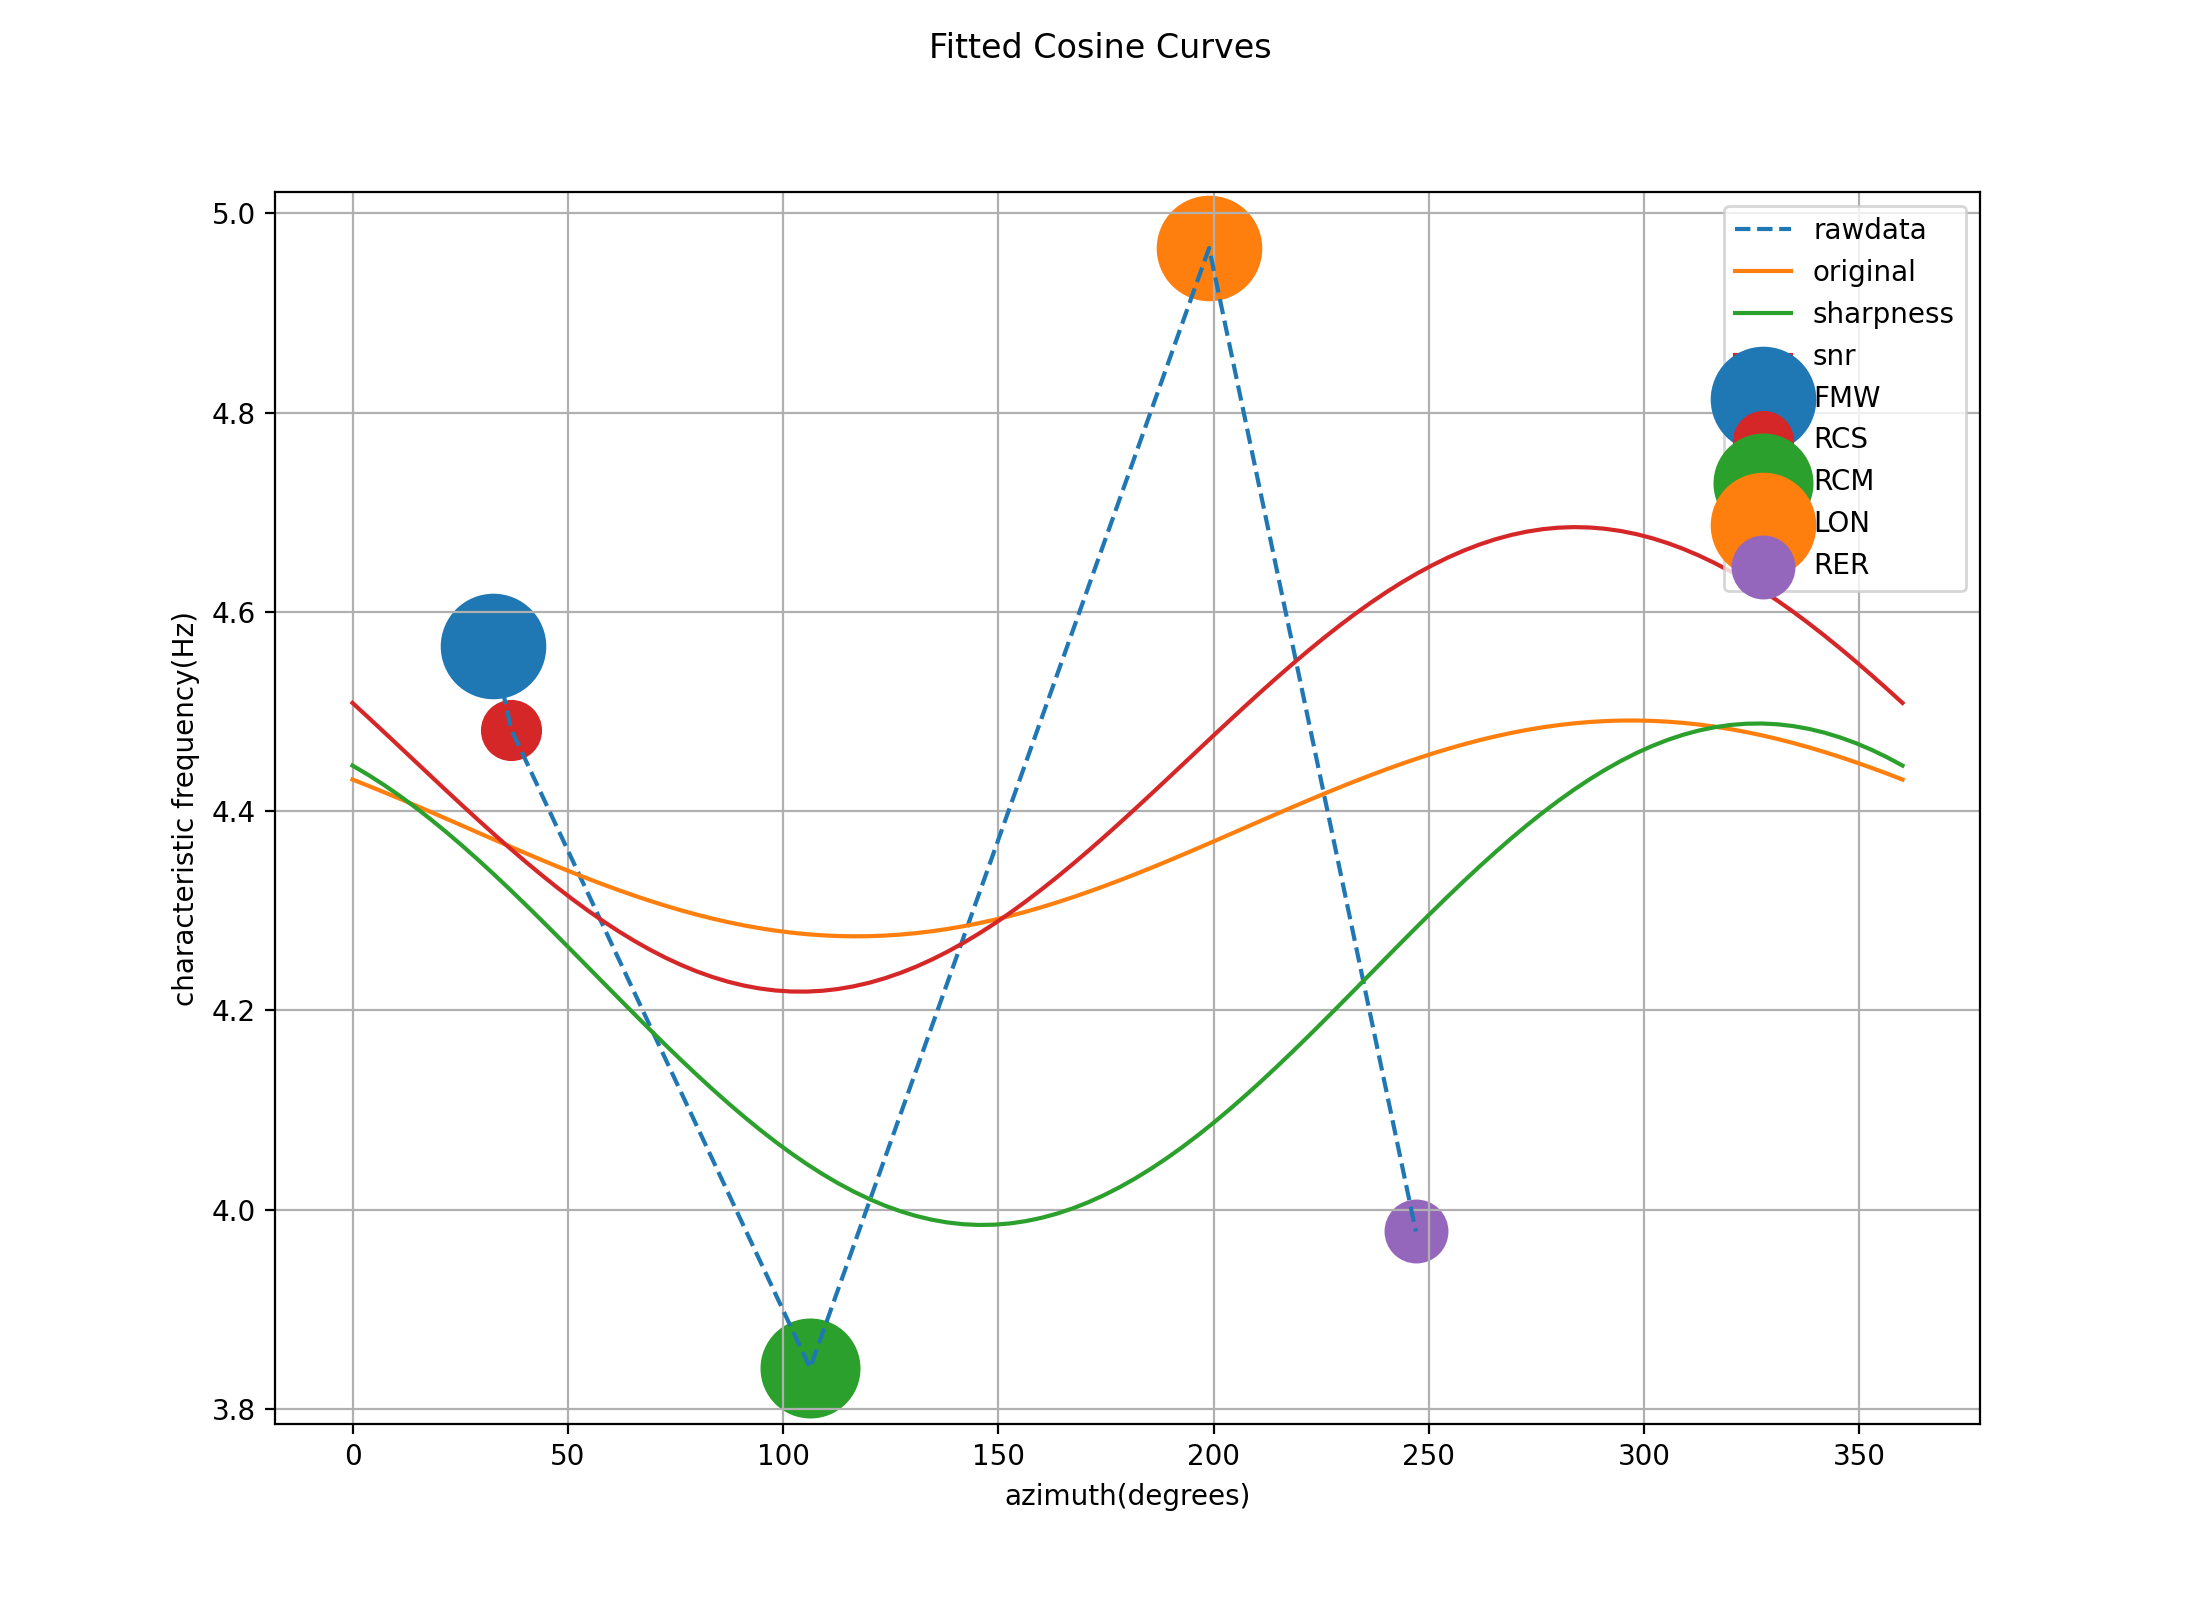 Fitted Cosine Curves
5.0
4.8
4.6
4.4
4.2
4.0
3.8
characteristic frequency(Hz)
rawdata
original
sharpness
snr
FMW
RCS
RCM
LON
RER
0 50 100 150 200 250 300 350
azimuth(degrees)